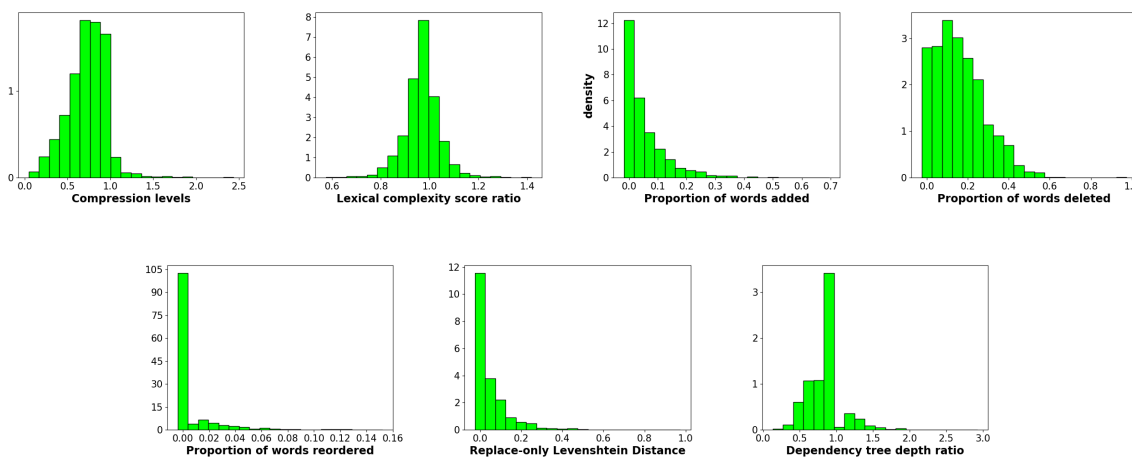 1
0
0.0 0.5 1.0 1.5 2.0 2.5
Compression levels
8
7
6
5
4
3
2
1
0
0.6 0.8 1.0 1.2 1.4
Lexical complexity score ratio
density
12
10
8
6
4
2
0
0.0 0.1 0.2 0.3 0.4 0.5 0.6 0.7
Proportion of words added
3
2
1
0
0.0 0.2 0.4 0.6 0.8
Proportion of words deleted
105
90
75
60
45
30
15
0
0.00 0.02 0.04 0.06 0.08 0.10 0.12 0.14 0.16
Proportion of words reordered
12
10
8
6
4
2
0
0.0 0.2 0.4 0.6 0.8 1.0
Replace-only Levenshtein Distance
3
2
1
0
0.0 0.5 1.0 1.5 2.0 2.5 3.0
Dependency tree depth ratio